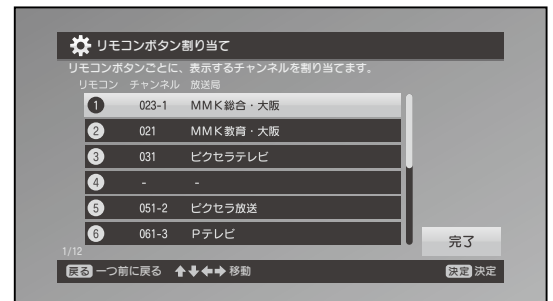 リモコンボタン割り当て
リモコンボタンごとに、表示するチャンネルを割り当てます。
リモコン チャンネル 放送局
1 023-1 MMK総合・大阪
2 021 MMK教育・大阪
3 031 ピクセラテレビ
4 - -
5 051-2 ピクセラ放送
6 061-3 Pテレビ
完了
1/12
戻る 一つ前に戻る ↑↓←→ 移動 決定 決定